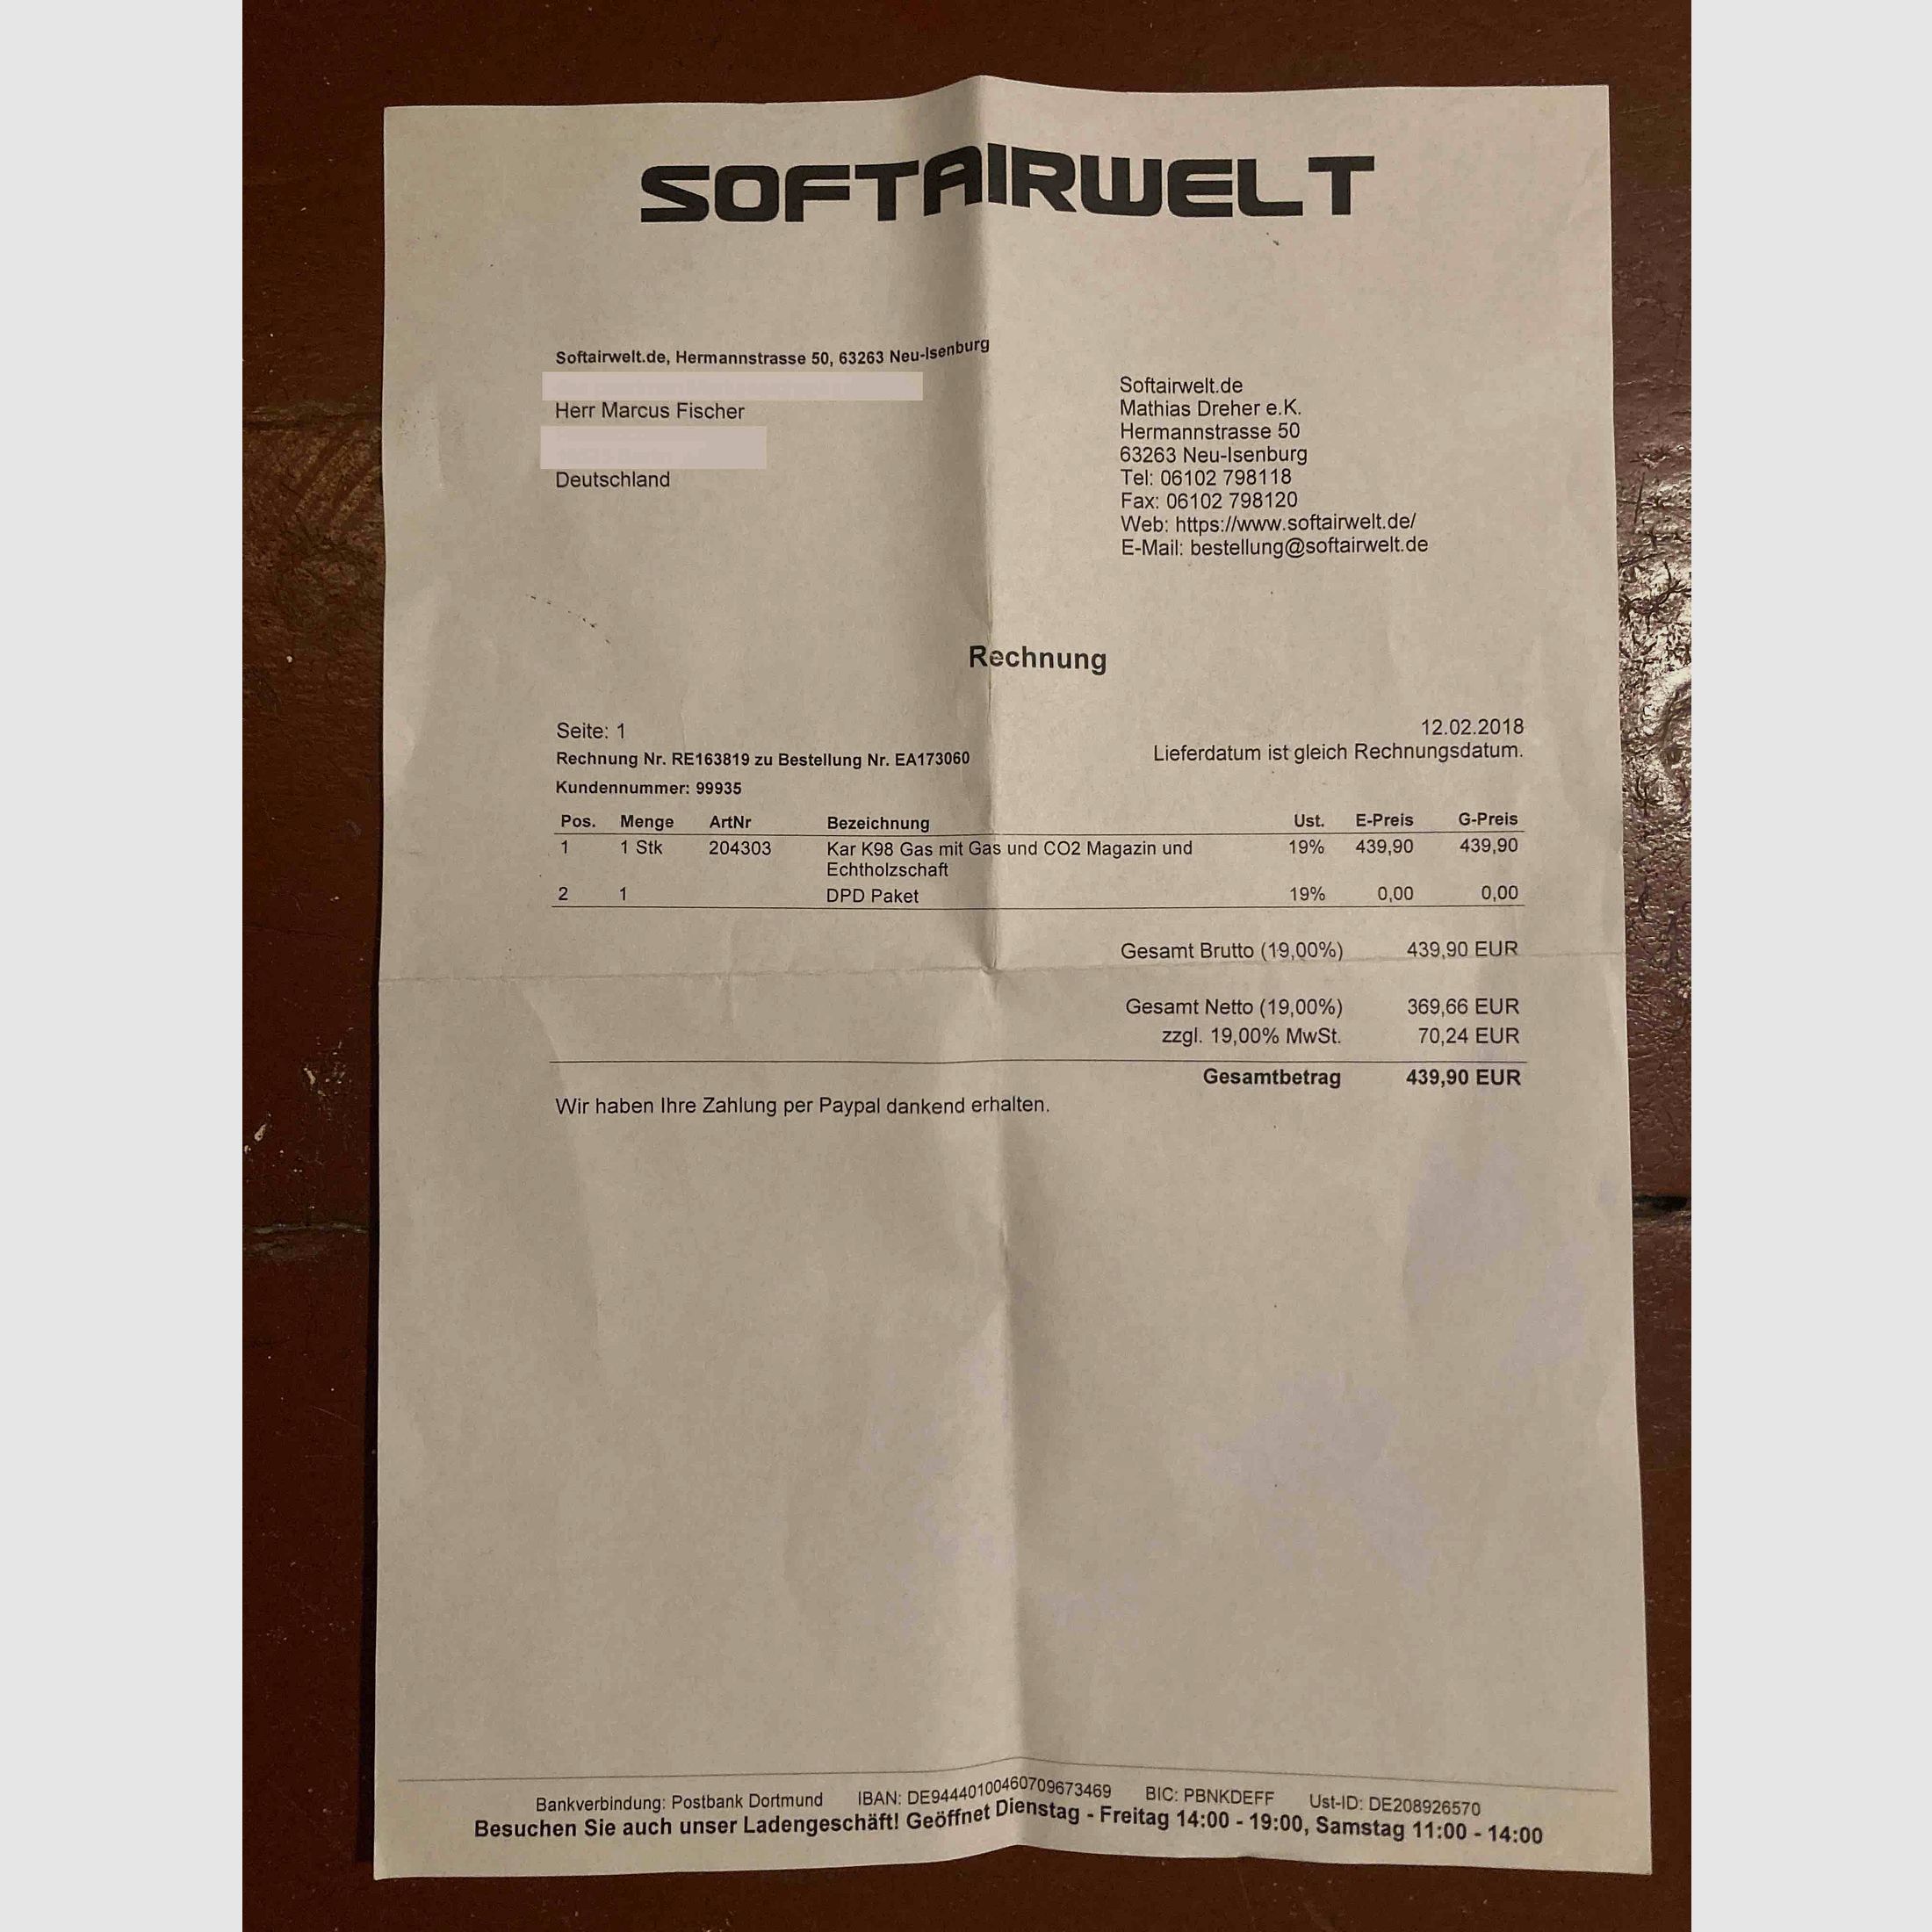 SOFTAIRWELT
Softairwelt.de, Hermannstrasse 50, 63263 Neu-Isenburg
Herr Marcus Fischer
Deutschland
Softairwelt.de
Mathias Dreher e.K.
Hermannstrasse 50
63263 Neu-Isenburg
Tel: 06102 798118
Fax: 06102 798120
Web: https://www.softairwelt.de/
E-Mail: bestellung@softairwelt.de
Rechnung
Seite: 1
12.02.2018
Rechnung Nr. RE163819 zu Bestellung Nr. EA173060
Lieferdatum ist gleich Rechnungsdatum.
Kundennummer: 99935
Pos. Menge ArtNr Bezeichnung Ust. E-Preis G-Preis
1 1 Stk 204303 Kar K98 Gas mit Gas und CO2 Magazin und 19% 439,90 439,90
Echtholzschaft
2 1 DPD Paket 19% 0,00 0,00
Gesamt Brutto (19,00%) 439,90 EUR
Gesamt Netto (19,00%) 369,66 EUR
zzgl. 19,00% MwSt. 70,24 EUR
Gesamtbetrag 439,90 EUR
Wir haben Ihre Zahlung per Paypal dankend erhalten.
Bankverbindung: Postbank Dortmund IBAN: DE94440100460709673469 BIC: PBNKDEFF Ust-ID: DE208926570
Besuchen Sie auch unser Ladengeschäft! Geöffnet Dienstag - Freitag 14:00 - 19:00, Samstag 11:00 - 14:00